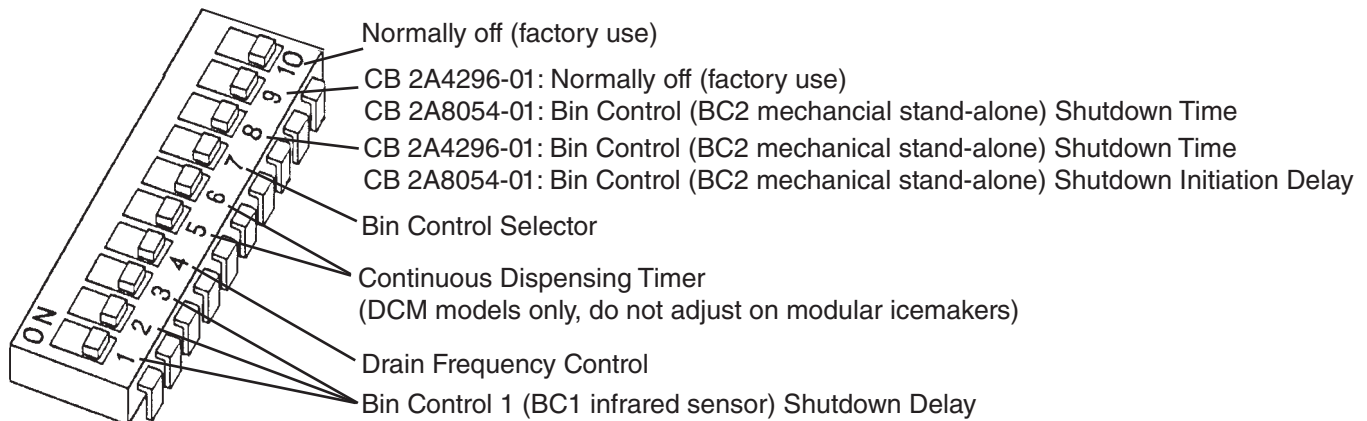 Normally off (factory use)
CB 2A4296-01: Normally off (factory use)
CB 2A8054-01: Bin Control (BC2 mechancial stand-alone) Shutdown Time
CB 2A4296-01: Bin Control (BC2 mechanical stand-alone) Shutdown Time
CB 2A8054-01: Bin Control (BC2 mechanical stand-alone) Shutdown Initiation Delay
Bin Control Selector
Continuous Dispensing Timer
(DCM models only, do not adjust on modular icemakers)
Drain Frequency Control
Bin Control 1 (BC1 infrared sensor) Shutdown Delay
10
9
8
7
6
5
4
3
2
1
ON